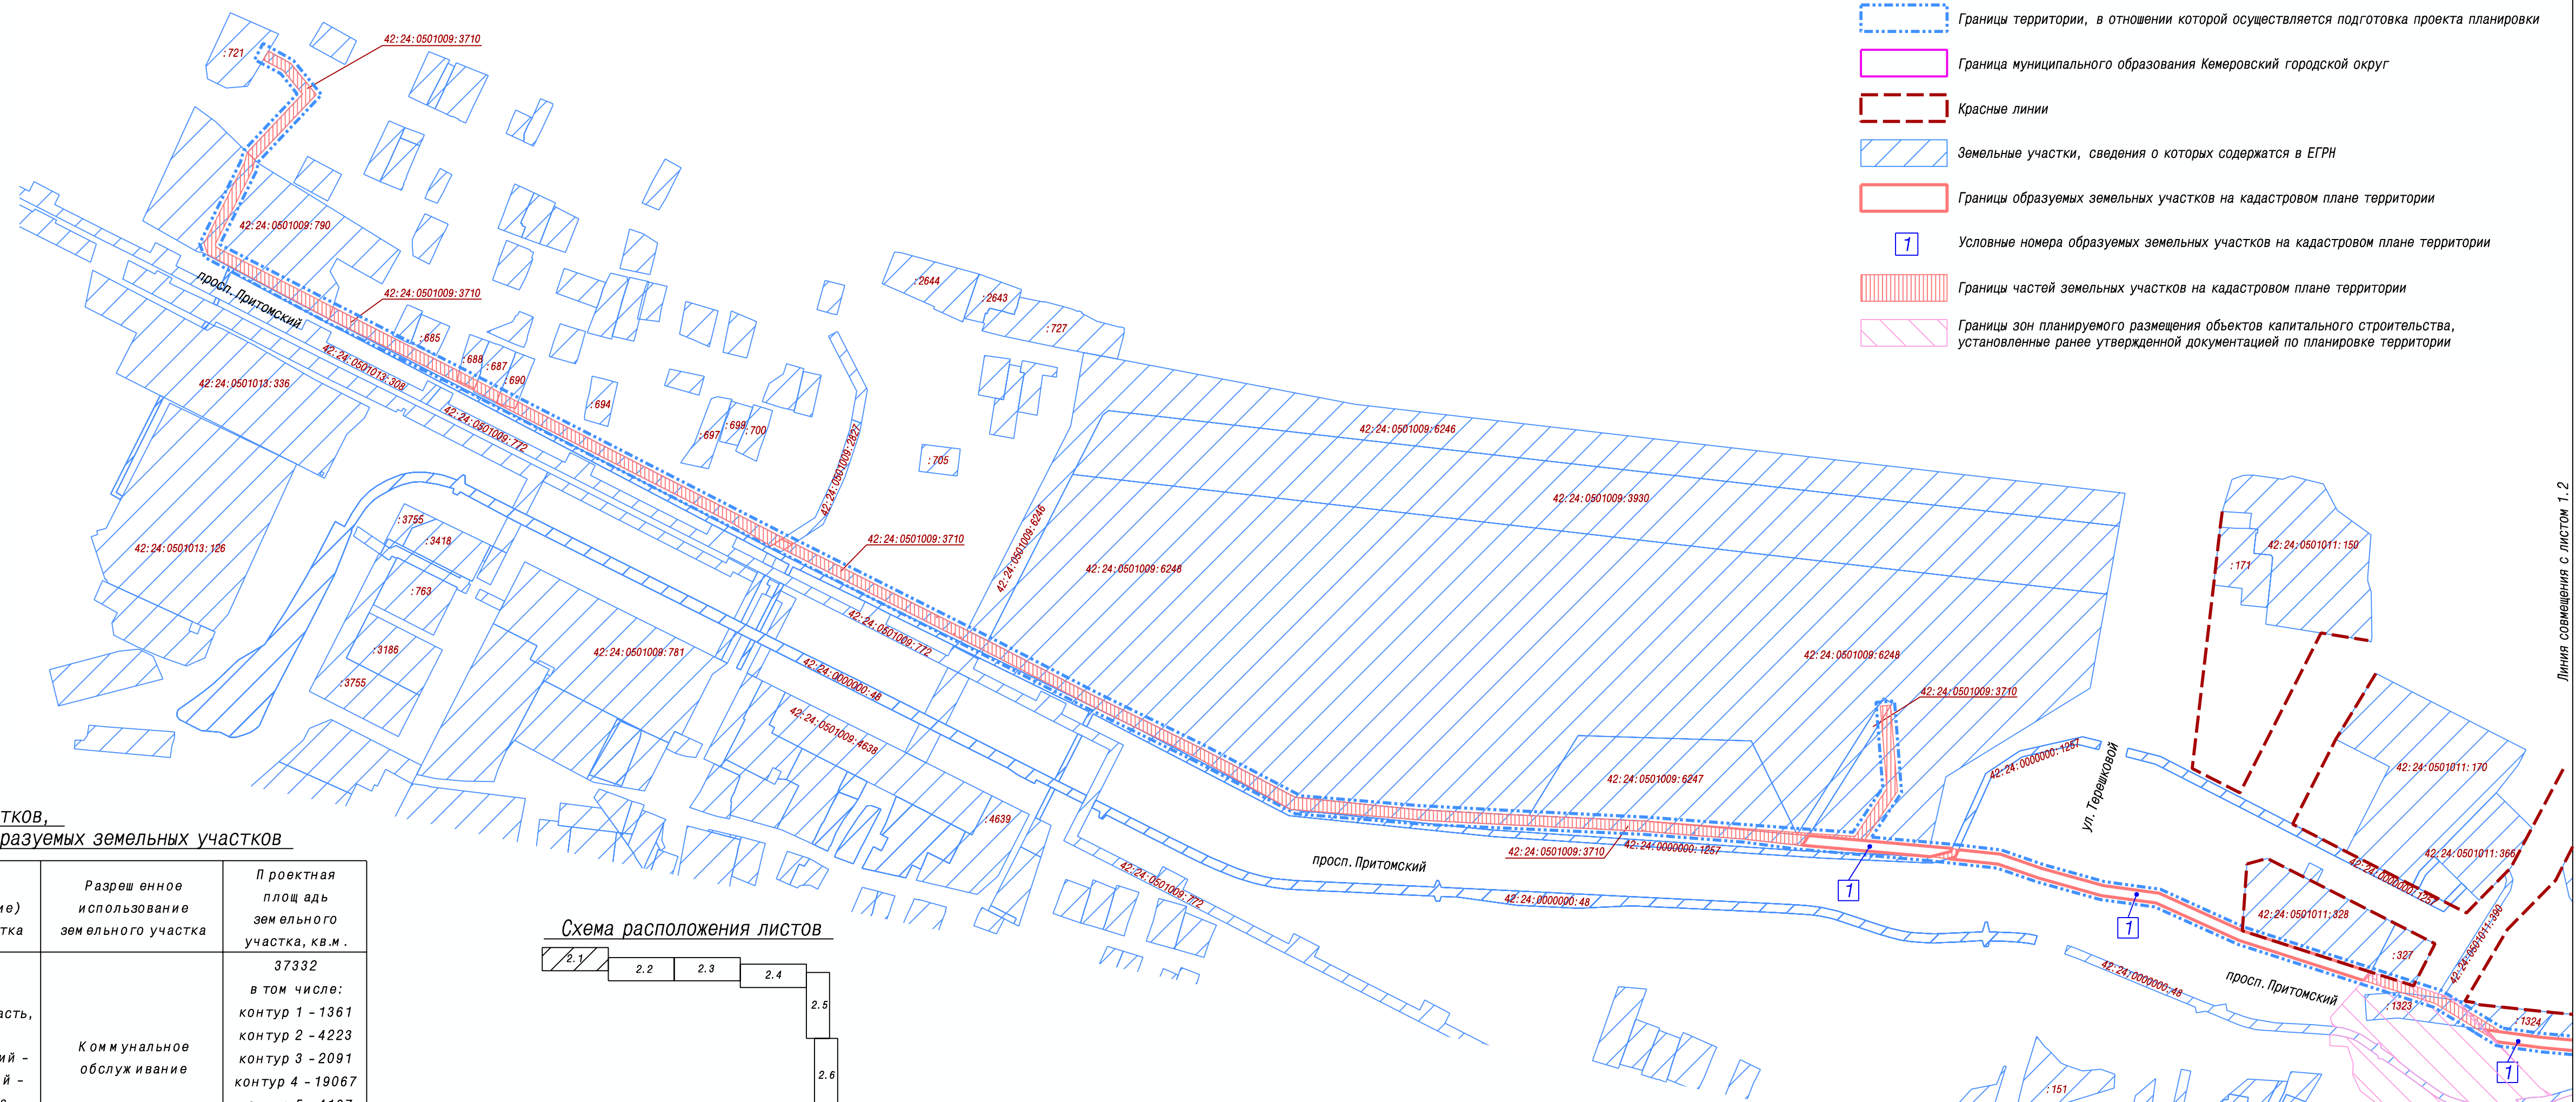 Границы территории, в отношении которой осуществляется подготовка проекта планировки
Граница муниципального образования Кемеровский городской округ
Красные линии
Земельные участки, сведения о которых содержатся в ЕГРН
Границы образуемых земельных участков на кадастровом плане территории
1
Условные номера образуемых земельных участков на кадастровом плане территории
Границы частей земельных участков на кадастровом плане территории
Границы зон планируемого размещения объектов капитального строительства,
установленные ранее утвержденной документацией по планировке территории
:721
42:24:0501009:3710
42:24:0501009:790
просп. Притомский
42:24:0501009:3710
:685
:688
:687
:690
:694
:697
:699
:700
:705
:2644
:2643
:727
42:24:0501009:2827
42:24:0501013:308
42:24:0501013:336
42:24:0501009:772
42:24:0501013:126
:3755
:3418
:763
:3186
:3755
42:24:0501009:781
42:24:0501009:3710
42:24:0501009:772
42:24:0000000:48
42:24:0501009:4638
:4639
42:24:0501009:6246
42:24:0501009:6246
42:24:0501009:3930
42:24:0501009:6248
42:24:0501009:6248
42:24:0501009:3710
42:24:0501009:6247
42:24:0501009:3710
42:24:0000000:1257
42:24:0000000:1257
ул. Терешковой
просп. Притомский
42:24:0000000:48
42:24:0501009:772
1
1
1
42:24:0501011:150
:171
42:24:0501011:170
42:24:0501011:366
42:24:0000000:1257
42:24:0501011:390
42:24:0501011:328
:327
просп. Притомский
42:24:0000000:48
:1323
:1324
:151
Линия совмещения с листом 1.2
тков,
разуемых земельных участков
ие)
тка
Разрешенное
использование
земельного участка
Проектная
площадь
земельного
участка, кв.м.
асть,
ий -
й -
Коммунальное
обслуживание
37332
в том числе:
контур 1 - 1361
контур 2 - 4223
контур 3 - 2091
контур 4 - 19067
Схема расположения листов
2.1
2.2
2.3
2.4
2.5
2.6